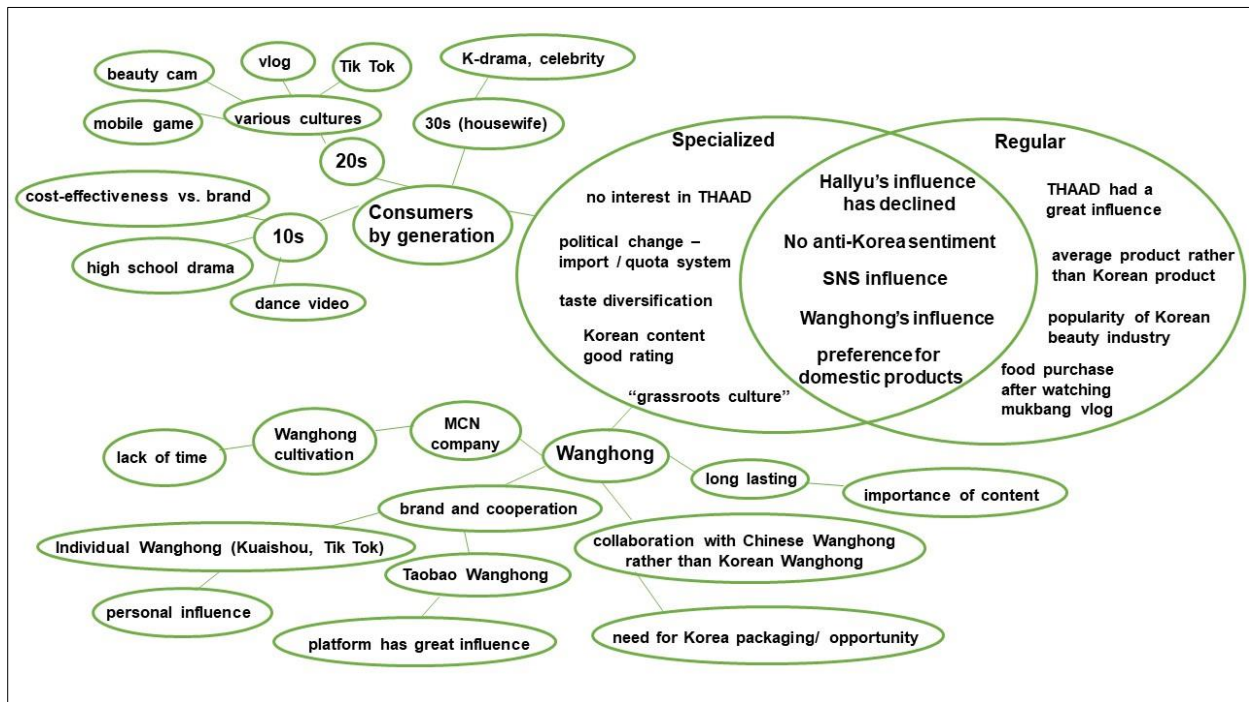 K-drama, celebrity
vlog
Tik Tok
beauty cam
mobile game
various cultures
30s (housewife)
20s
cost-effectiveness vs. brand
10s
Consumers
by generation
high school drama
dance video
Specialized
no interest in THAAD
political change –
import / quota system
taste diversification
Korean content
good rating
“grassroots culture”
Hallyu’s influence
has declined
No anti-Korea sentiment
SNS influence
Wanghong’s influence
preference for
domestic products
Regular
THAAD had a
great influence
average product rather
than Korean product
popularity of Korean
beauty industry
food purchase
after watching
mukbang vlog
lack of time
Wanghong
cultivation
MCN
company
Wanghong
long lasting
importance of content
brand and cooperation
Individual Wanghong (Kuaishou, Tik Tok)
personal influence
Taobao Wanghong
platform has great influence
collaboration with Chinese Wanghong
rather than Korean Wanghong
need for Korea packaging/ opportunity